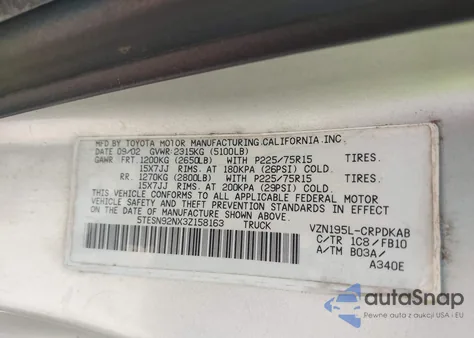 MFD BY TOYOTA MOTOR MANUFACTURING,CALIFORNIA,INC.
DATE 09/02 GVWR:2315KG (5100LB)
GAWR FRT. 1200KG (2650LB) WITH P225/75R15 TIRES,
15X7JJ RIMS AT 180KPA (26PSI) COLD
RR. 1270KG (2800LB) WITH P225/75R15 TIRES,
15X7JJ RIMS AT 200KPA (29PSI) COLD
THIS VEHICLE CONFORMS TO ALL APPLICABLE FEDERAL MOTOR
VEHICLE SAFETY AND THEFT PREVENTION STANDARDS IN EFFECT ON
THE DATE OF MANUFACTURE SHOWN ABOVE.
5TESN92NX3Z158163 TRUCK
VZN195L-CRPDKAB
C/TR 1C8 /FB10
A/TM B03A/
A340E
autoSnap
Pewne auta z aukcji USA - EU